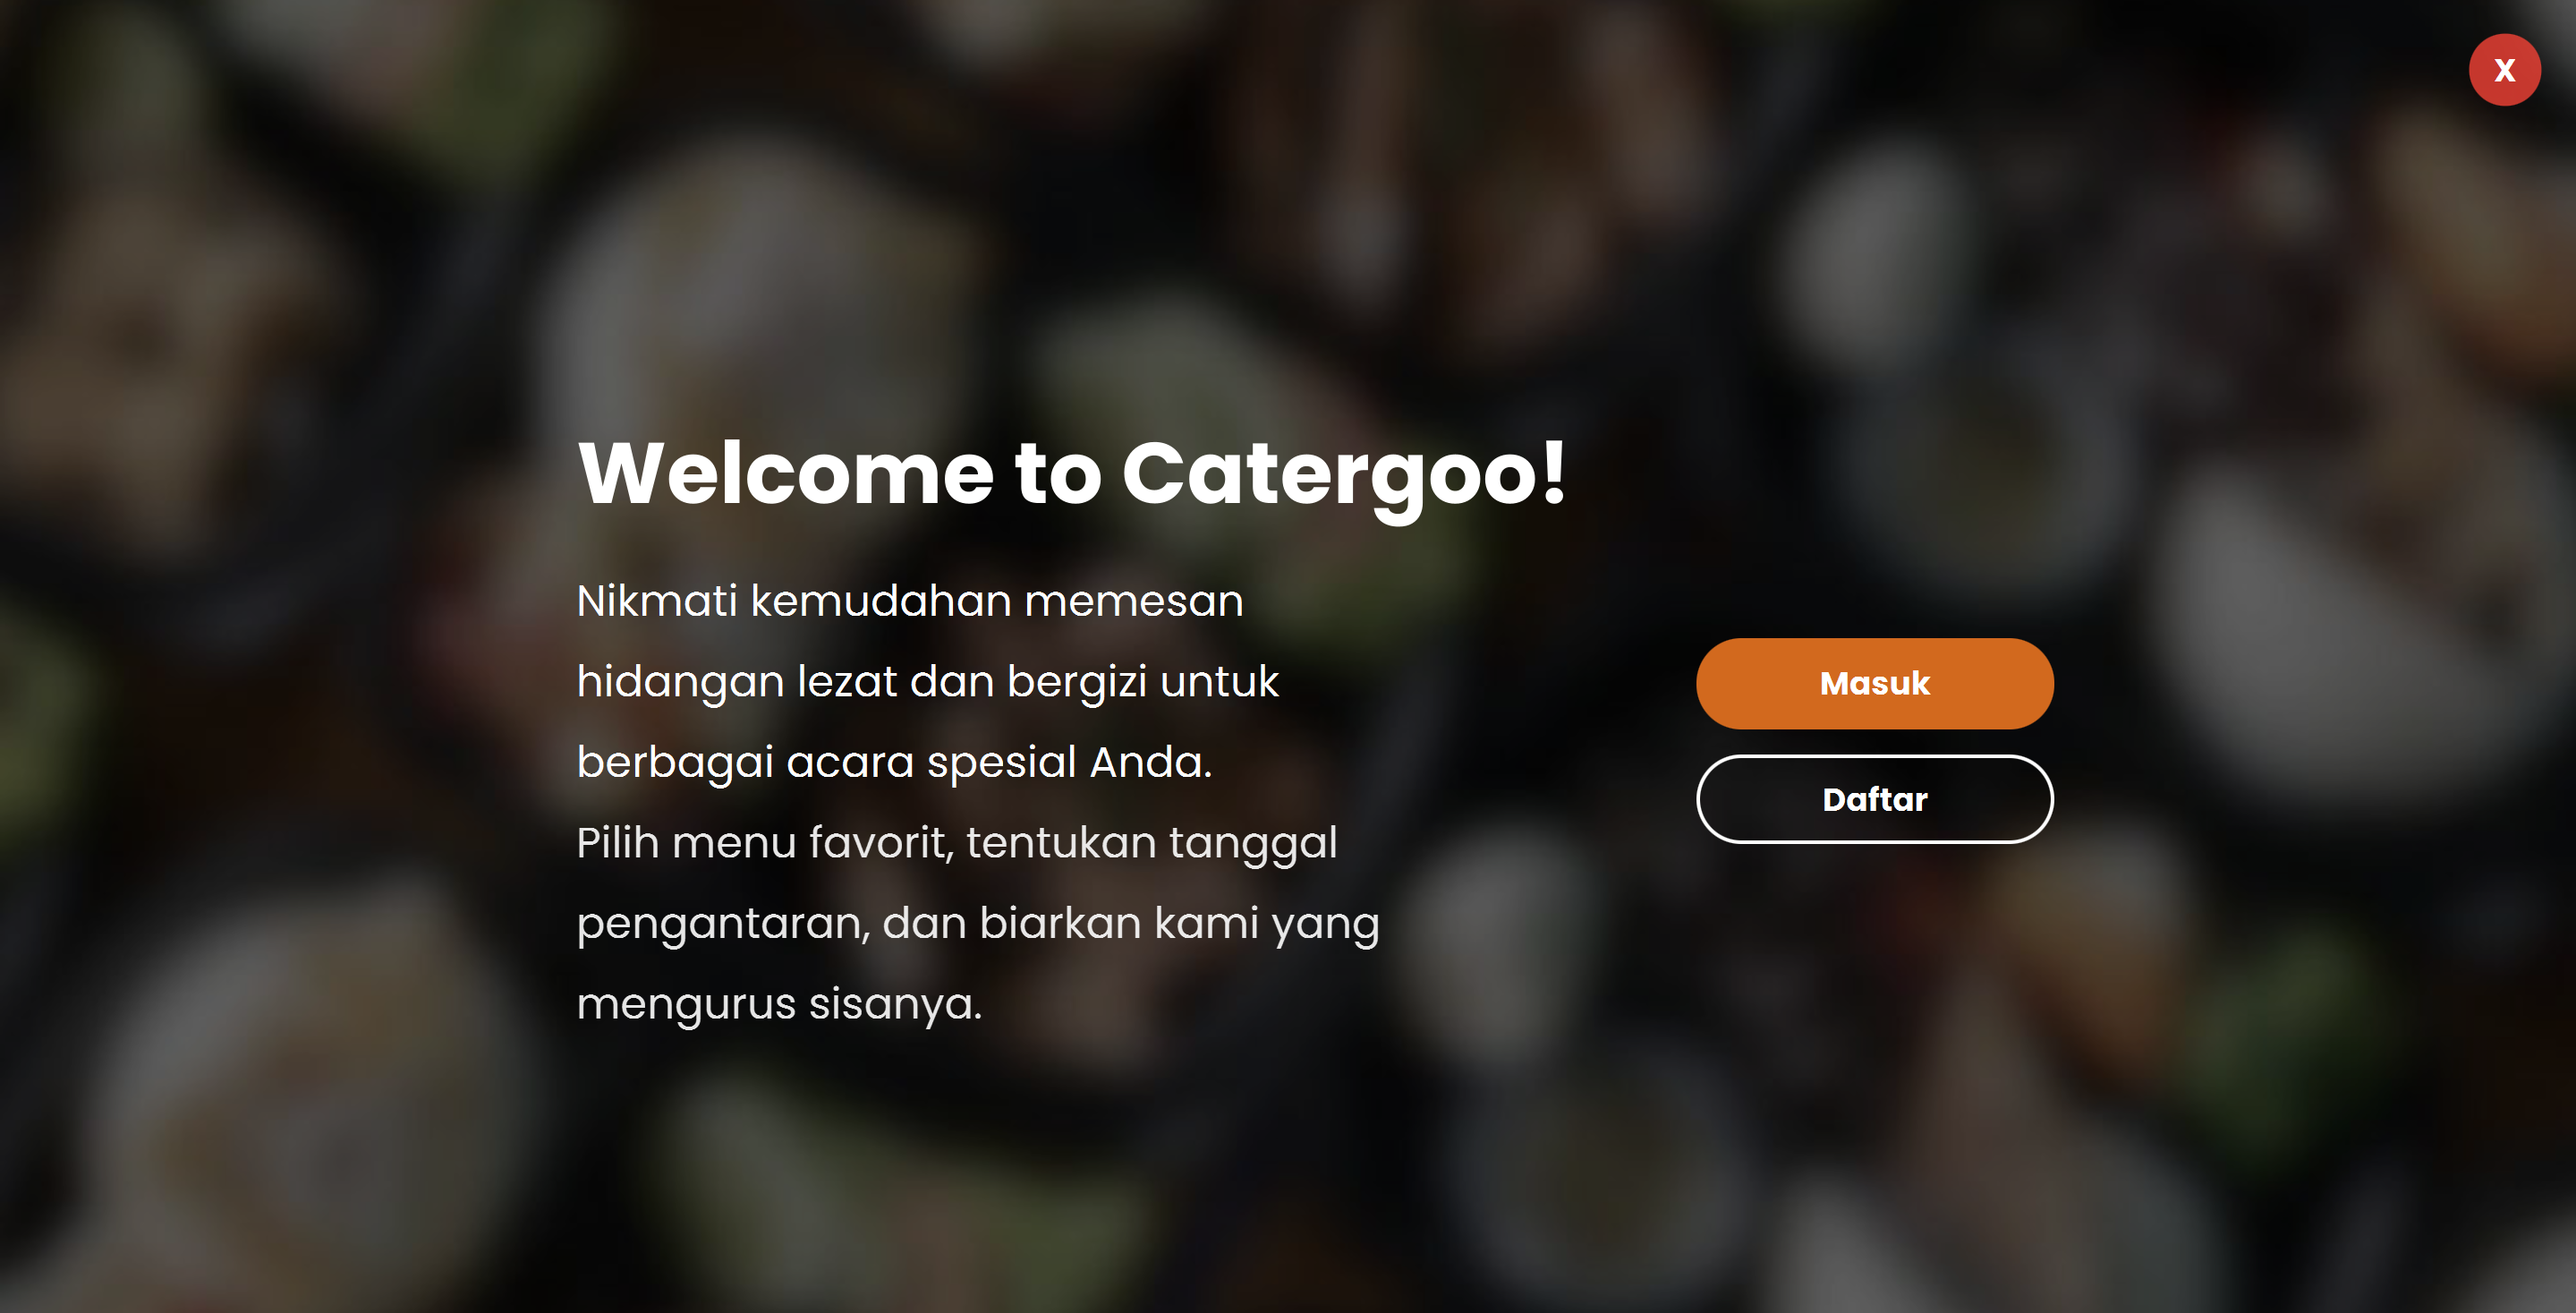 X
Welcome to Catergoo!
Nikmati kemudahan memesan
hidangan lezat dan bergizi untuk
berbagai acara spesial Anda.
Pilih menu favorit, tentukan tanggal
pengantaran, dan biarkan kami yang
mengurus sisanya.
Masuk
Daftar